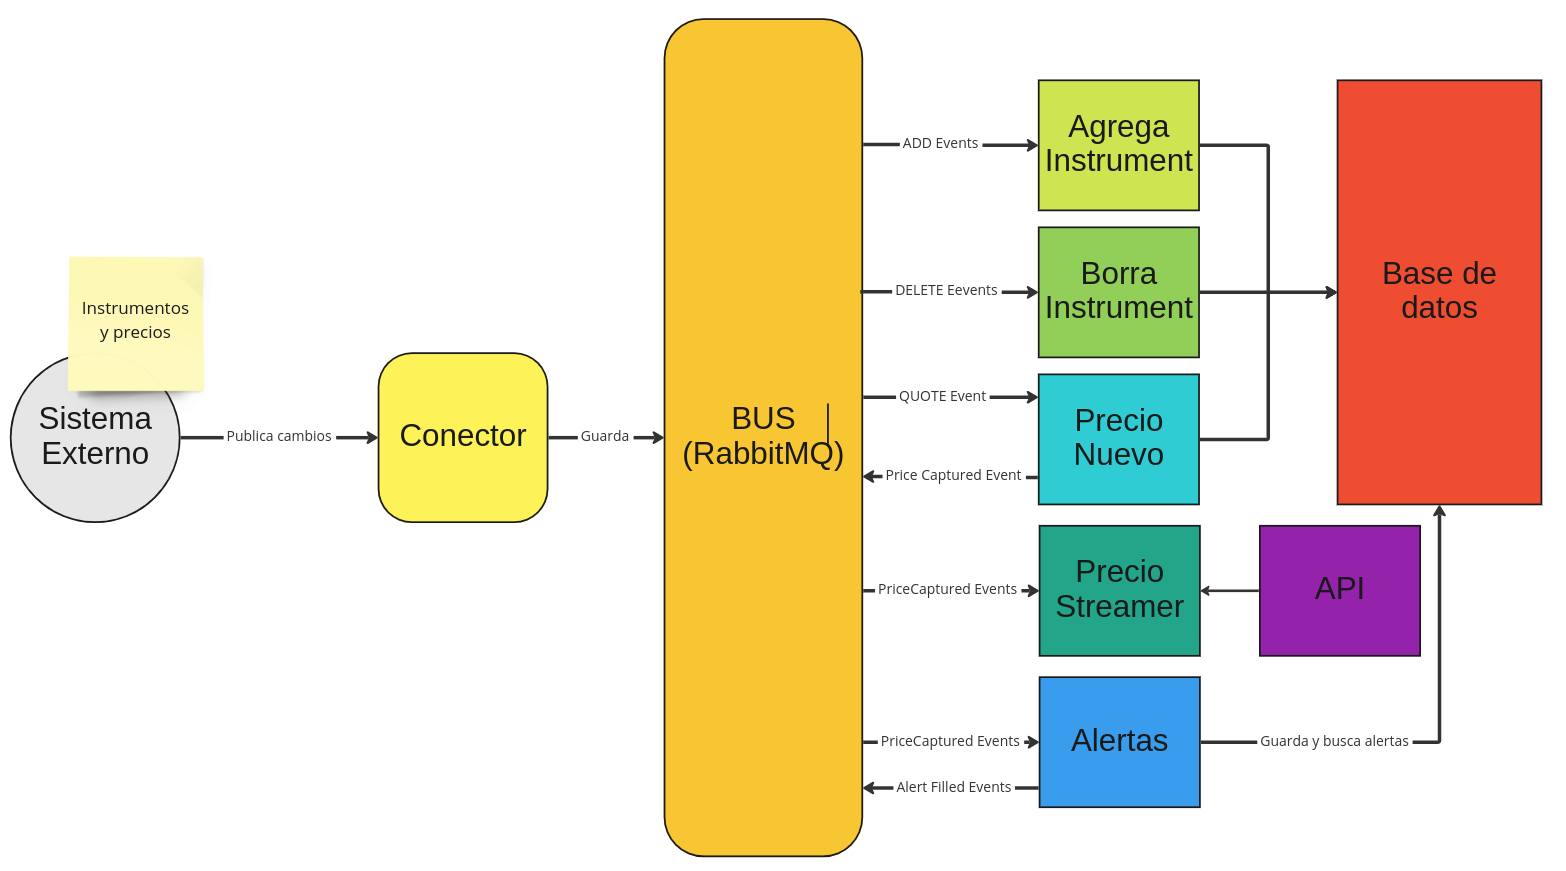 Instrumentos
y precios
Sistema
Externo
Publica cambios
Conector
Guarda
BUS
(RabbitMQ)
ADD Events
Agrega
Instrument
DELETE Eevents
Borra
Instrument
QUOTE Event
Precio
Nuevo
Price Captured Event
Base de
datos
PriceCaptured Events
Precio
Streamer
API
PriceCaptured Events
Alertas
Guarda y busca alertas
Alert Filled Events